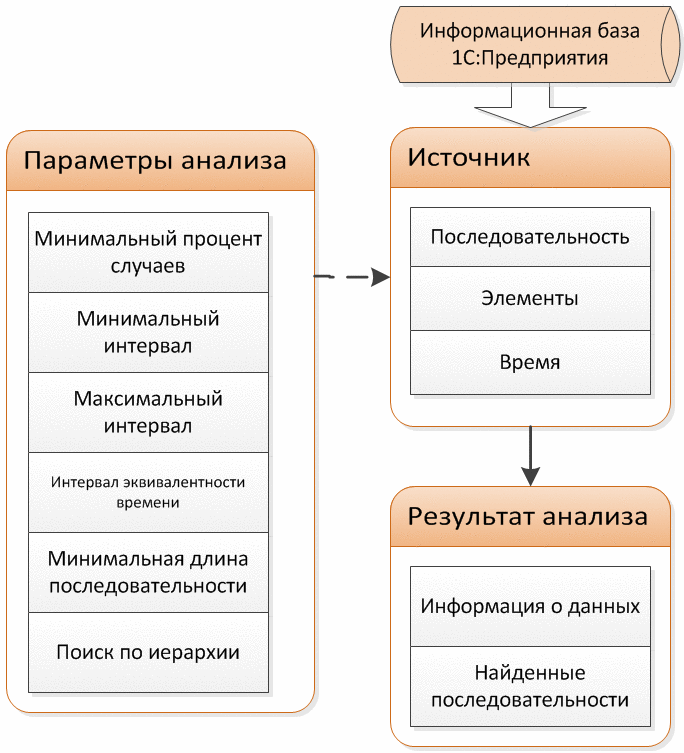 Информационная база
1С:Предприятия
Параметры анализа
Минимальный процент
случаев
Минимальный
интервал
Максимальный
интервал
Интервал эквивалентности
времени
Минимальная длина
последовательности
Поиск по иерархии
Источник
Последовательность
Элементы
Время
Результат анализа
Информация о данных
Найденные
последовательности